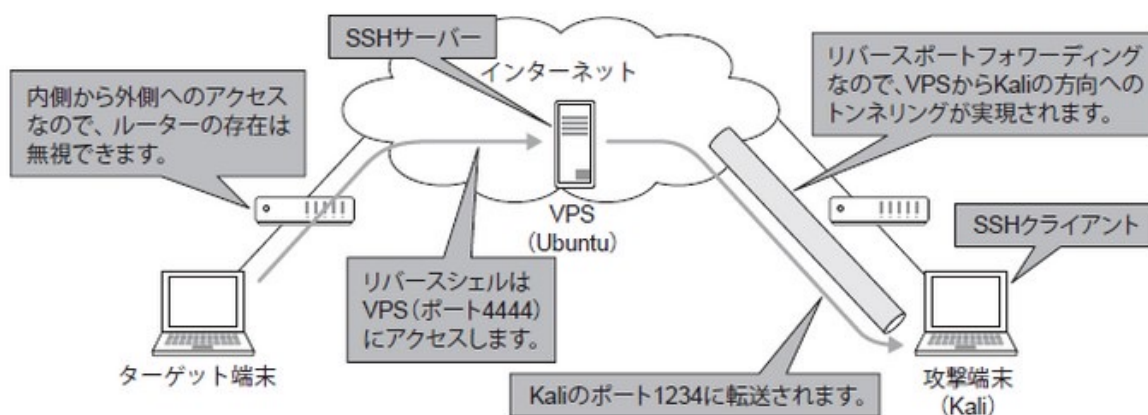 SSHサーバー
インターネット
内側から外側へのアクセス
なので、ルーターの存在は
無視できます。
リバースポートフォワーディング
なので、VPSからKaliの方向への
トンネリングが実現されます。
VPS
(Ubuntu)
SSHクライアント
リバースシェルは
VPS(ポート4444)
にアクセスします。
ターゲット端末
Kaliのポート1234に転送されます。
攻撃端末
(Kali)